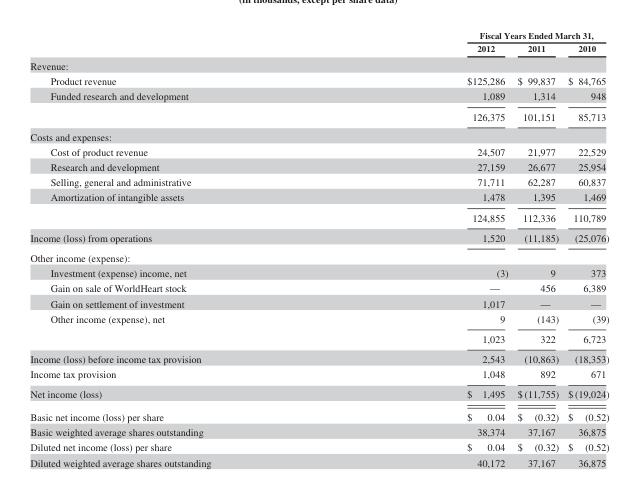 (in thousands, except per share data)
Fiscal Years Ended March 31,
2012 2011 2010
Revenue:
Product revenue $125,286 $ 99,837 $ 84,765
Funded research and development 1,089 1,314 948
126,375 101,151 85,713
Costs and expenses:
Cost of product revenue 24,507 21,977 22,529
Research and development 27,159 26,677 25,954
Selling, general and administrative 71,711 62,287 60,837
Amortization of intangible assets 1,478 1,395 1,469
124,855 112,336 110,789
Income (loss) from operations 1,520 (11,185) (25,076)
Other income (expense):
Investment (expense) income, net (3) 9 373
Gain on sale of WorldHeart stock — 456 6,389
Gain on settlement of investment 1,017 — —
Other income (expense), net 9 (143) (39)
1,023 322 6,723
Income (loss) before income tax provision 2,543 (10,863) (18,353)
Income tax provision 1,048 892 671
Net income (loss) $ 1,495 $(11,755) $(19,024)
Basic net income (loss) per share $ 0.04 $ (0.32) $ (0.52)
Basic weighted average shares outstanding 38,374 37,167 36,875
Diluted net income (loss) per share $ 0.04 $ (0.32) $ (0.52)
Diluted weighted average shares outstanding 40,172 37,167 36,875